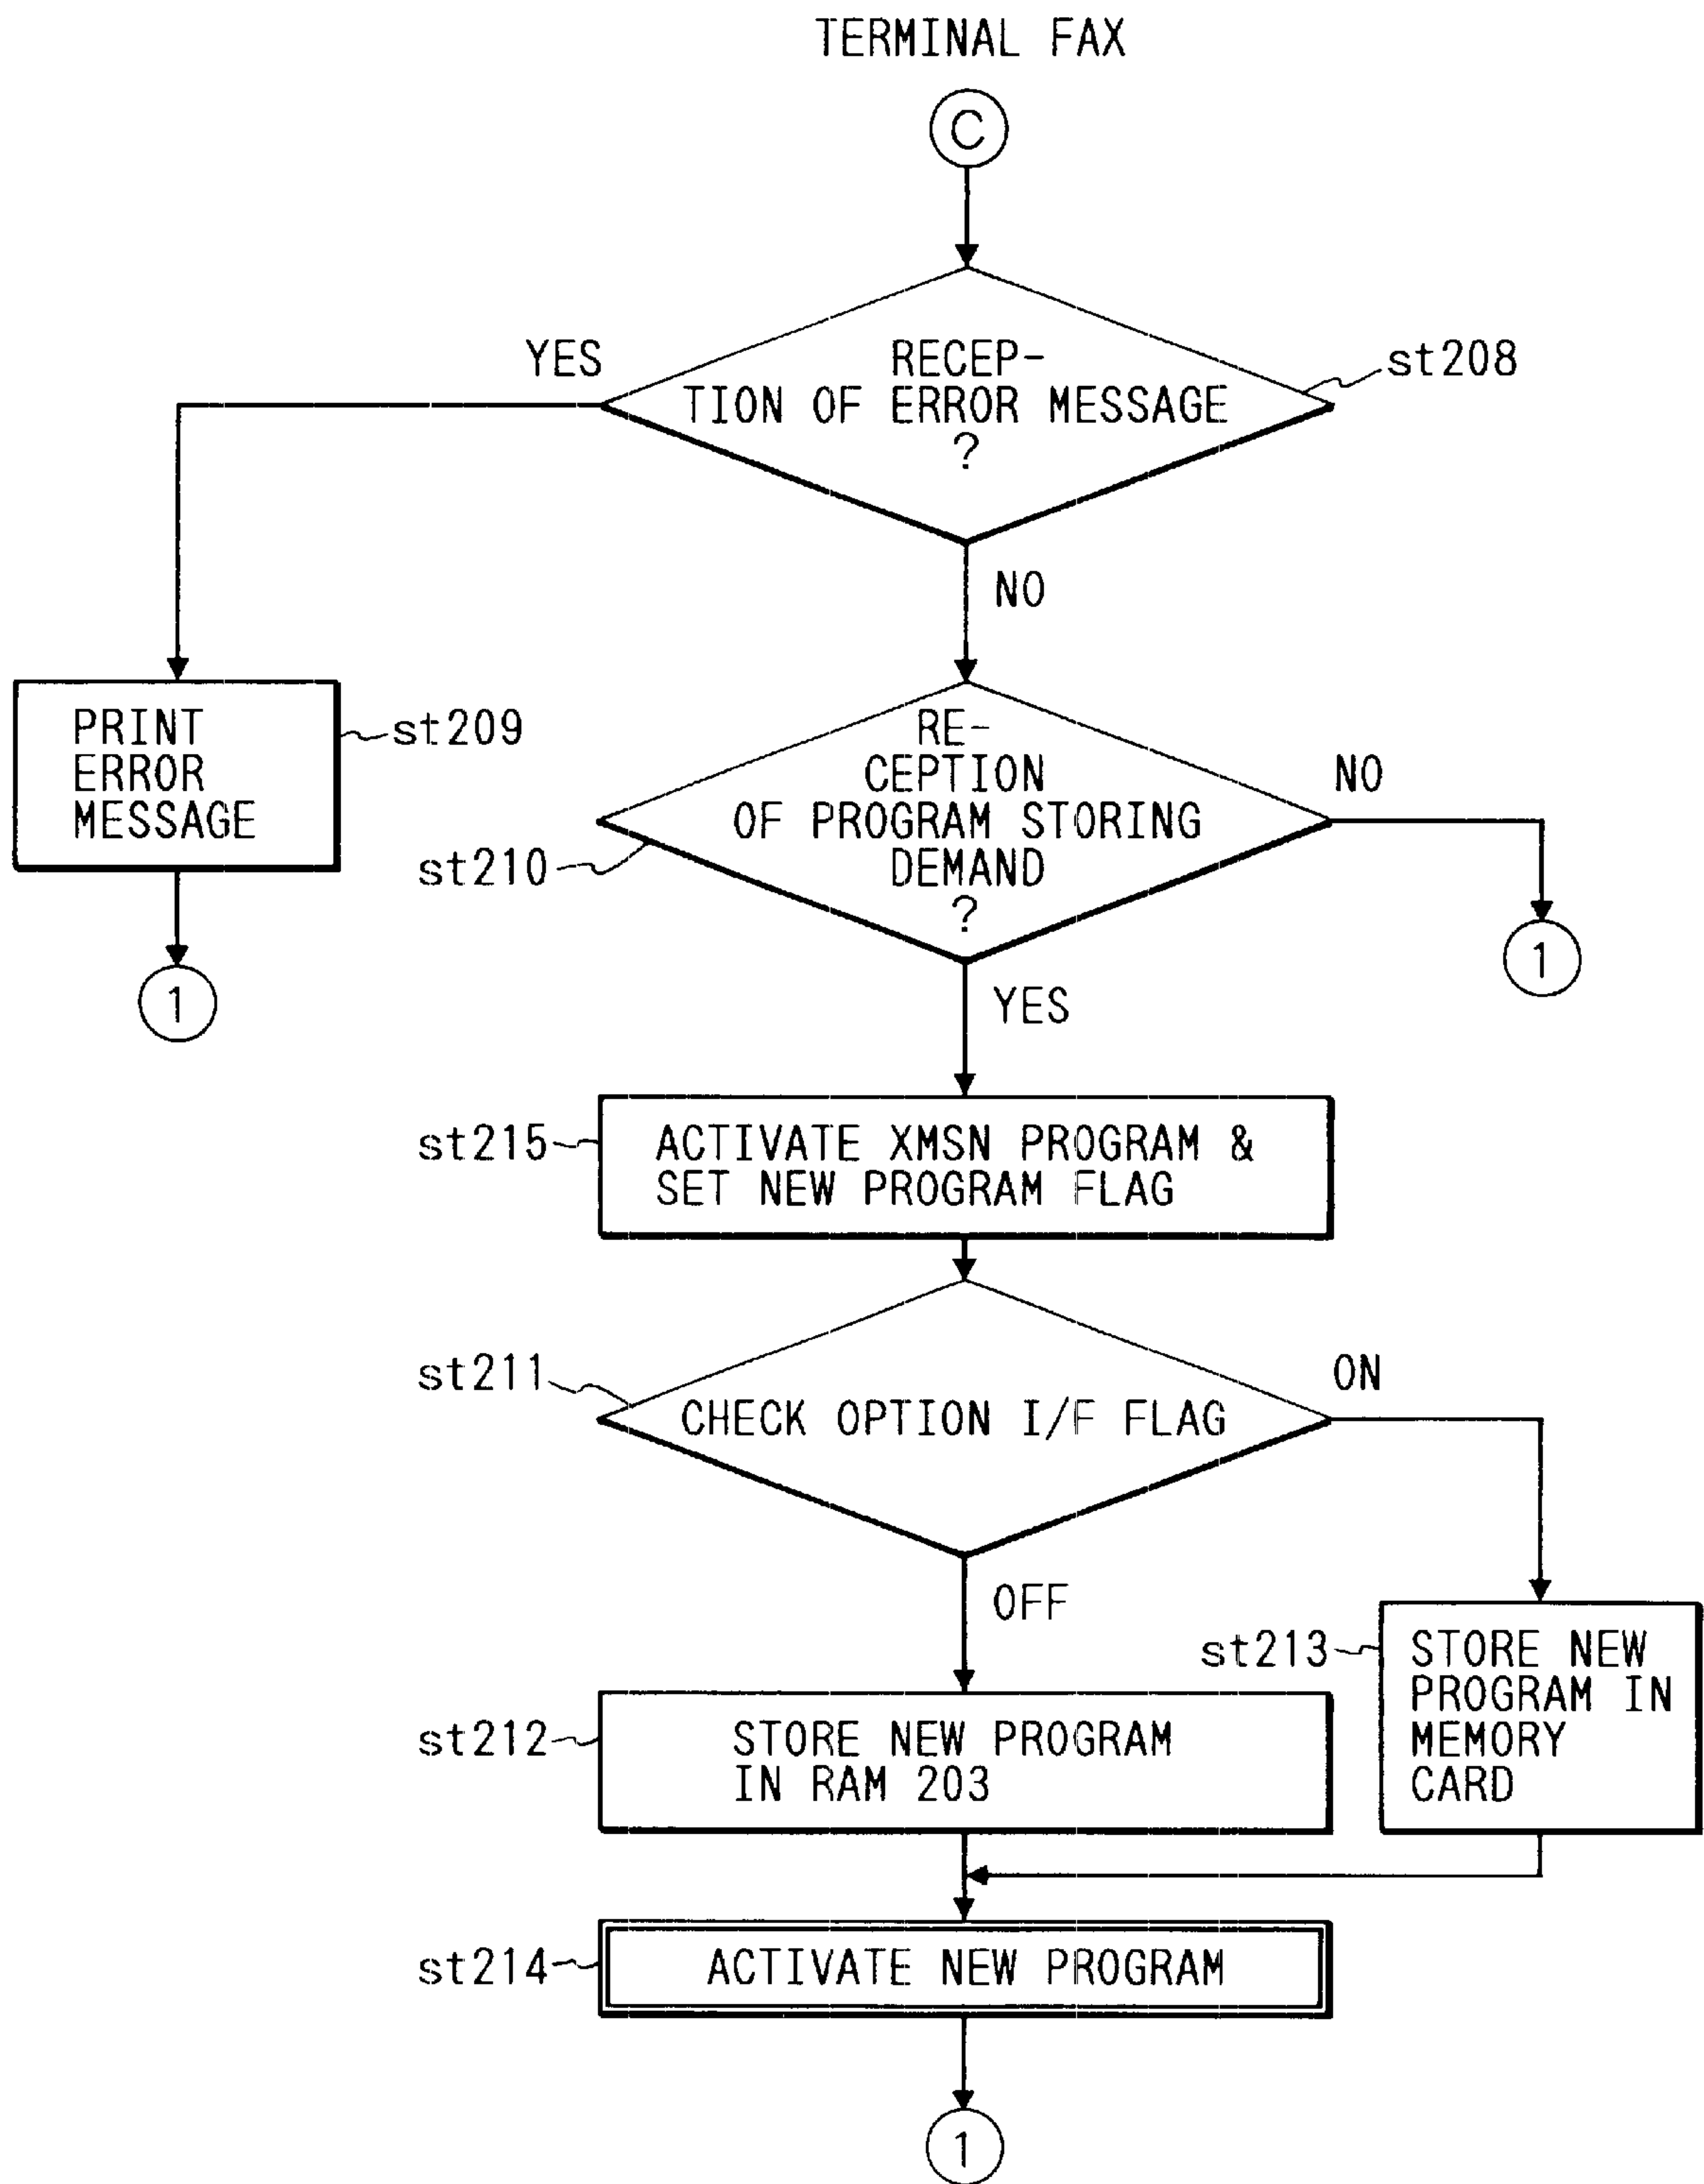 TERMINAL FAX
C
YES
RECEP-
TION OF ERROR MESSAGE
?
st208
NO
PRINT
ERROR
MESSAGE
st209
RE-
CEPTION
OF PROGRAM STORING
DEMAND
?
st210
NO
1
1
YES
st215
ACTIVATE XMSN PROGRAM &
SET NEW PROGRAM FLAG
st211
CHECK OPTION I/F FLAG
ON
OFF
st213
STORE NEW
PROGRAM IN
MEMORY
CARD
st212
STORE NEW PROGRAM
IN RAM 203
st214
ACTIVATE NEW PROGRAM
1